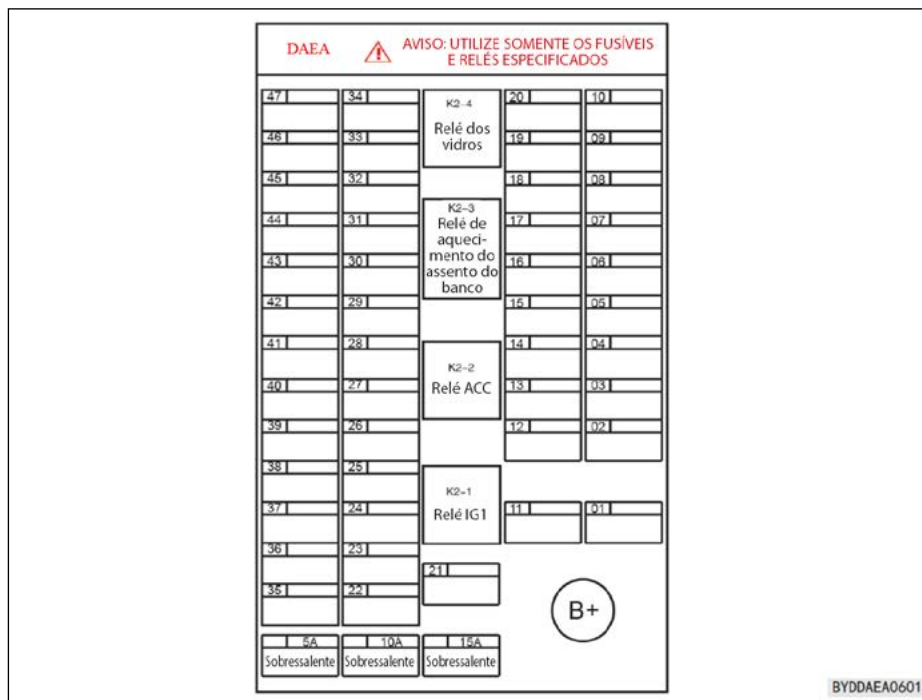 DAEA
AVISO: UTILIZE SOMENTE OS FUSÍVEIS
E RELÉS ESPECIFICADOS
47 34 20 10
K2-4
Relé dos
vidros
46 33 19 09
45 32 18 08
K2-3
Relé de
aqueci-
mento do
assento do
banco
44 31 17 07
43 30 16 06
42 29 15 05
41 28 14 04
K2-2
Relé ACC
40 27 13 03
39 26 12 02
38 25
K2-1
Relé IG1
37 24 11 01
36 23
21
35 22
B+
5A 10A 15A
Sobressalente Sobressalente Sobressalente
BYDDAEA0601